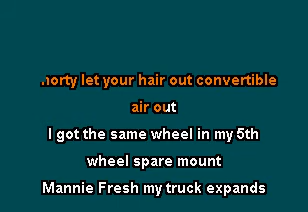 horty let your hair out convertible
air out
I got the same wheel in my 5th
wheel spare mount
Mannie Fresh my truck expands